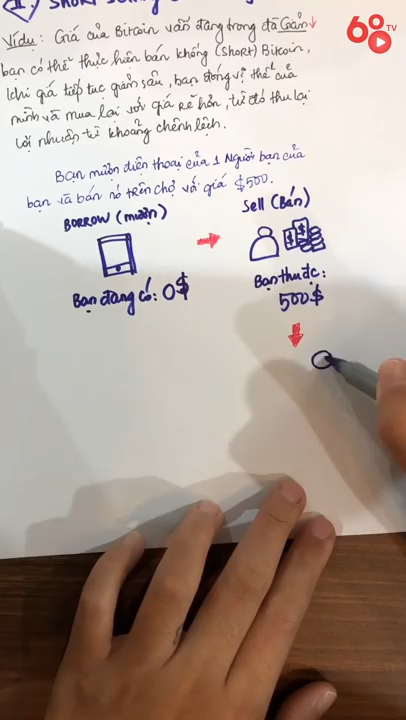 II, Short Selling
Ví dụ: Giá của Bitcoin vẫn đang trong đà Giảm ↓
bạn có thể thực hiện bán khống (short) Bitcoin,
khi giá tiếp tục giảm sâu, bạn đóng vị thế của
mình và mua lại với giá rẻ hơn, từ đó thu lại
lợi nhuận từ khoảng chênh lệch.
Bạn mượn điện thoại của 1 Người bạn của
bạn và bán nó trên chợ với giá $500.
BORROW (mượn)
Sell (Bán)
Bạn đang có: 0$
Bạn thu đc:
500$
68 TV